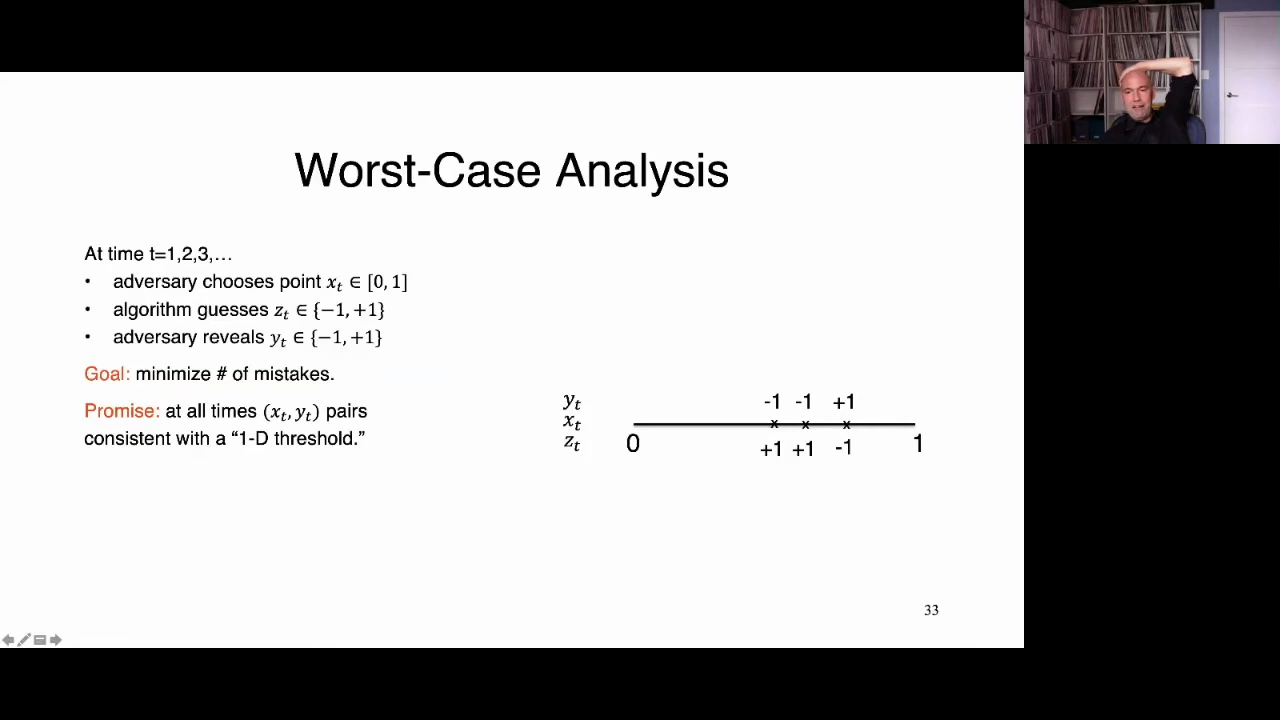 Worst-Case Analysis
At time t=1,2,3,…
• adversary chooses point xₜ ∈ [0, 1]
• algorithm guesses zₜ ∈ {−1, +1}
• adversary reveals yₜ ∈ {−1, +1}
Goal: minimize # of mistakes.
Promise: at all times (xₜ, yₜ) pairs
consistent with a “1-D threshold.”
yₜ -1 -1 +1
xₜ x x x
zₜ 0 +1 +1 -1 1
33